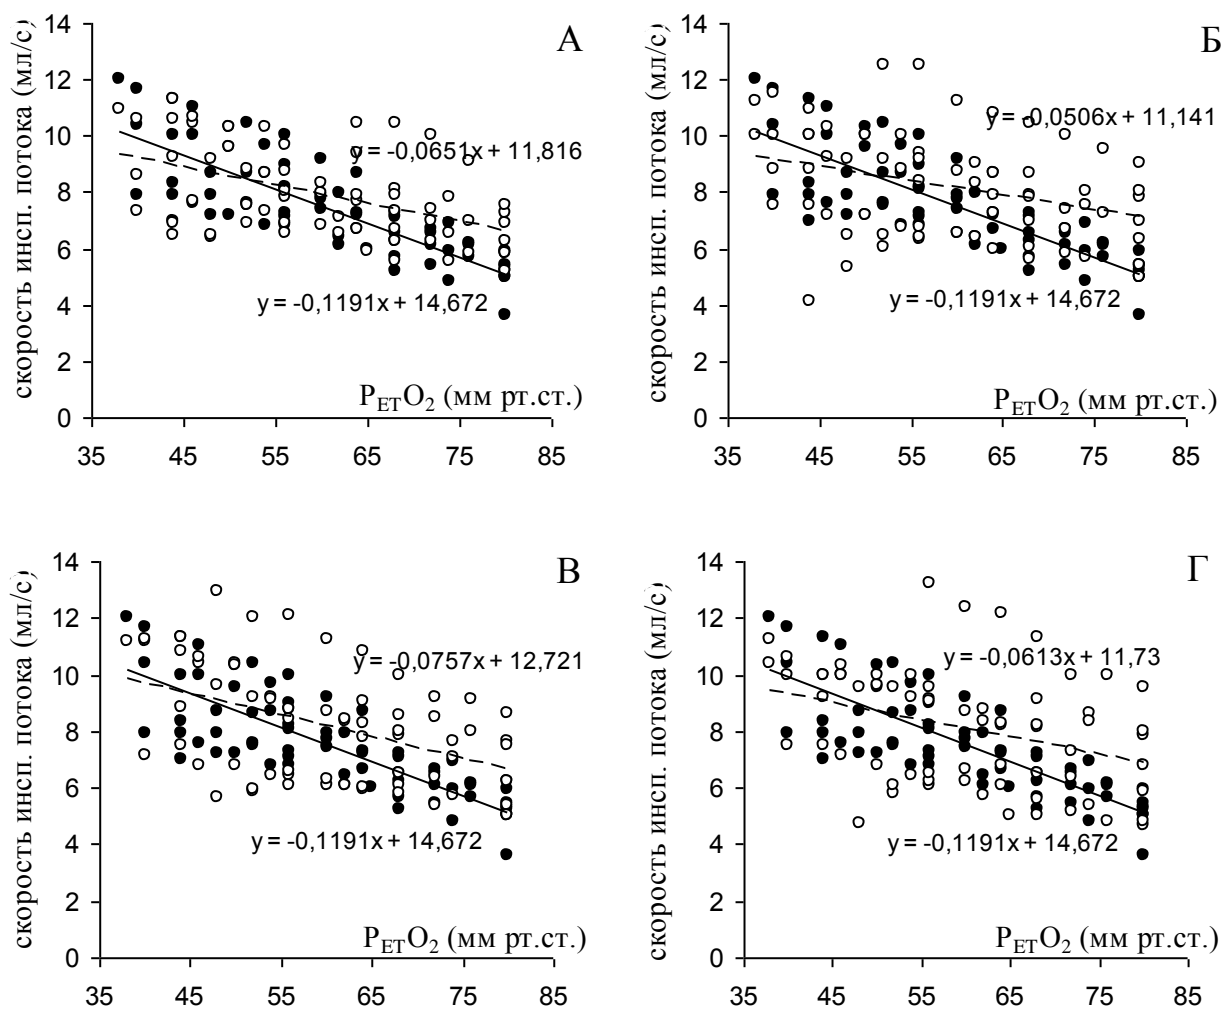 А
скорость инсп. потока (мл/с)
14
12
10
8
6
4
2
0
y = -0,0651x + 11,816
y = -0,1191x + 14,672
PETO2 (мм рт.ст.)
35 45 55 65 75 85
Б
скорость инсп. потока (мл/с)
14
12
10
8
6
4
2
0
y = -0,0506x + 11,141
y = -0,1191x + 14,672
PETO2 (мм рт.ст.)
35 45 55 65 75 85
В
скорость инсп. потока (мл/с)
14
12
10
8
6
4
2
0
y = -0,0757x + 12,721
y = -0,1191x + 14,672
PETO2 (мм рт.ст.)
35 45 55 65 75 85
Г
скорость инсп. потока (мл/с)
14
12
10
8
6
4
2
0
y = -0,0613x + 11,73
y = -0,1191x + 14,672
PETO2 (мм рт.ст.)
35 45 55 65 75 85